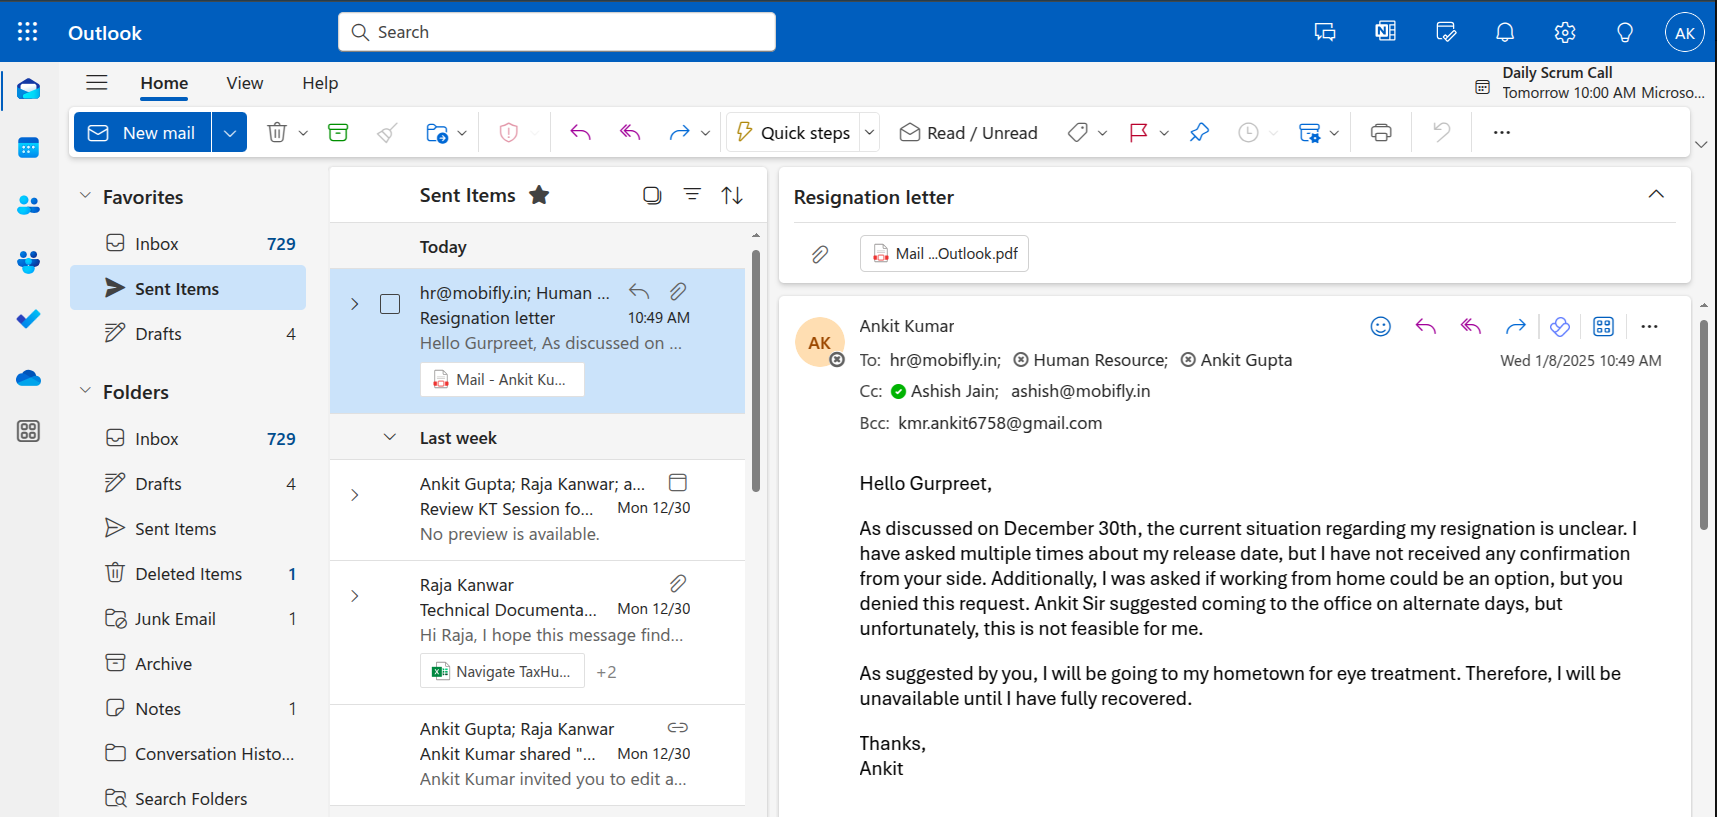 Outlook
Search
AK
Home
View
Help
Daily Scrum Call
Tomorrow 10:00 AM Microso...
New mail
Quick steps
Read / Unread
Favorites
Inbox 729
Sent Items
Drafts 4
Folders
Inbox 729
Drafts 4
Sent Items
Deleted Items 1
Junk Email 1
Archive
Notes 1
Conversation Histo...
Search Folders
Sent Items
Today
hr@mobifly.in; Human ...
Resignation letter 10:49 AM
Hello Gurpreet, As discussed on ...
Mail - Ankit Ku...
Last week
Ankit Gupta; Raja Kanwar; a...
Review KT Session fo... Mon 12/30
No preview is available.
Raja Kanwar
Technical Documenta... Mon 12/30
Hi Raja, I hope this message find...
Navigate TaxHu... +2
Ankit Gupta; Raja Kanwar
Ankit Kumar shared "... Mon 12/30
Ankit Kumar invited you to edit a...
Resignation letter
Mail ...Outlook.pdf
AK
Ankit Kumar
To: hr@mobifly.in; Human Resource; Ankit Gupta
Wed 1/8/2025 10:49 AM
Cc: Ashish Jain; ashish@mobifly.in
Bcc: kmr.ankit6758@gmail.com
Hello Gurpreet,
As discussed on December 30th, the current situation regarding my resignation is unclear. I
have asked multiple times about my release date, but I have not received any confirmation
from your side. Additionally, I was asked if working from home could be an option, but you
denied this request. Ankit Sir suggested coming to the office on alternate days, but
unfortunately, this is not feasible for me.
As suggested by you, I will be going to my hometown for eye treatment. Therefore, I will be
unavailable until I have fully recovered.
Thanks,
Ankit